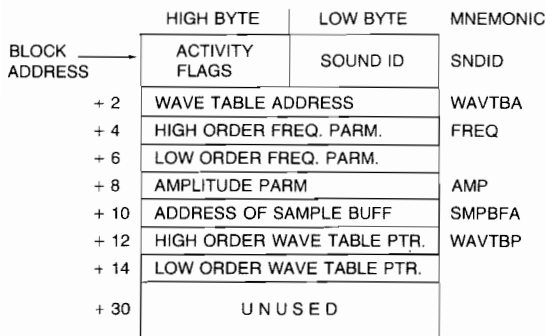 HIGH BYTE LOW BYTE MNEMONIC
BLOCK ADDRESS ACTIVITY FLAGS SOUND ID SNDID
+ 2 WAVE TABLE ADDRESS WAVTBA
+ 4 HIGH ORDER FREQ. PARM. FREQ
+ 6 LOW ORDER FREQ. PARM.
+ 8 AMPLITUDE PARM AMP
+ 10 ADDRESS OF SAMPLE BUFF SMPBFA
+ 12 HIGH ORDER WAVE TABLE PTR. WAVTBP
+ 14 LOW ORDER WAVE TABLE PTR.
+ 30 UNUSED